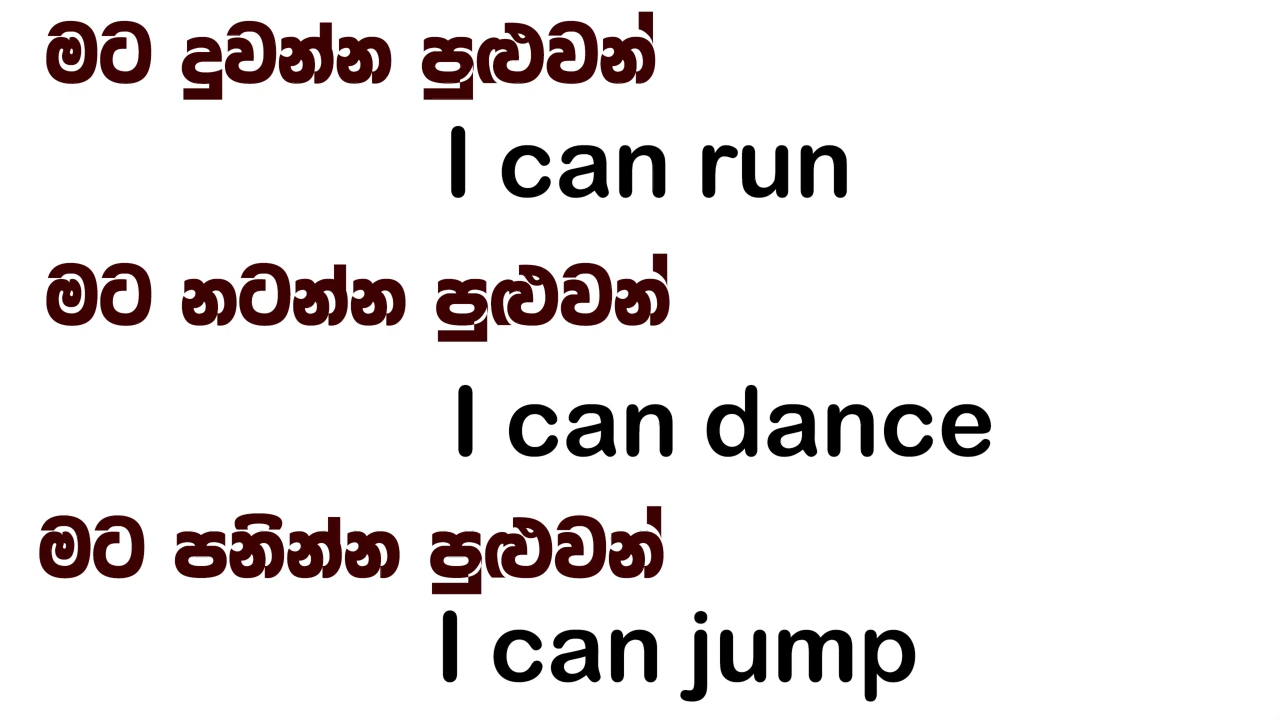 මට දුවන්න පුළුවන්
I can run
මට නටන්න පුළුවන්
I can dance
මට පනින්න පුළුවන්
I can jump